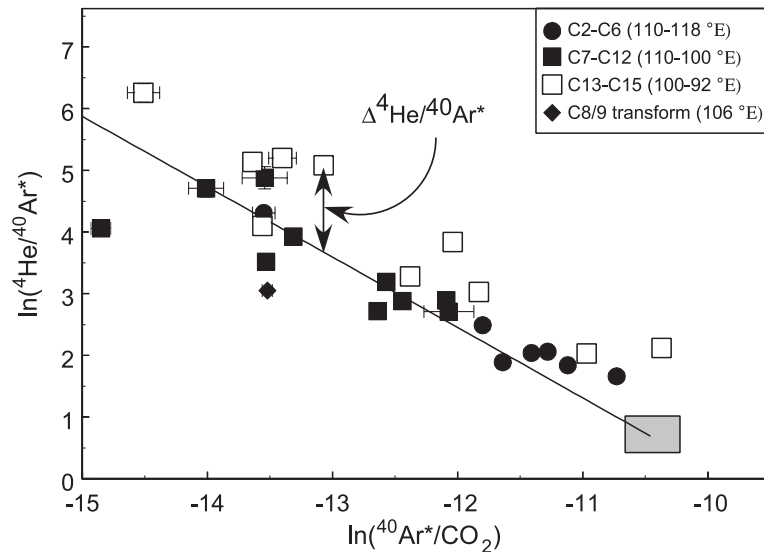 C2-C6 (110-118 °E)
C7-C12 (110-100 °E)
C13-C15 (100-92 °E)
C8/9 transform (106 °E)
Δ⁴He/⁴⁰Ar*
ln(⁴He/⁴⁰Ar*)
7
6
5
4
3
2
1
0
-15
-14
-13
-12
-11
-10
ln(⁴⁰Ar*/CO₂)